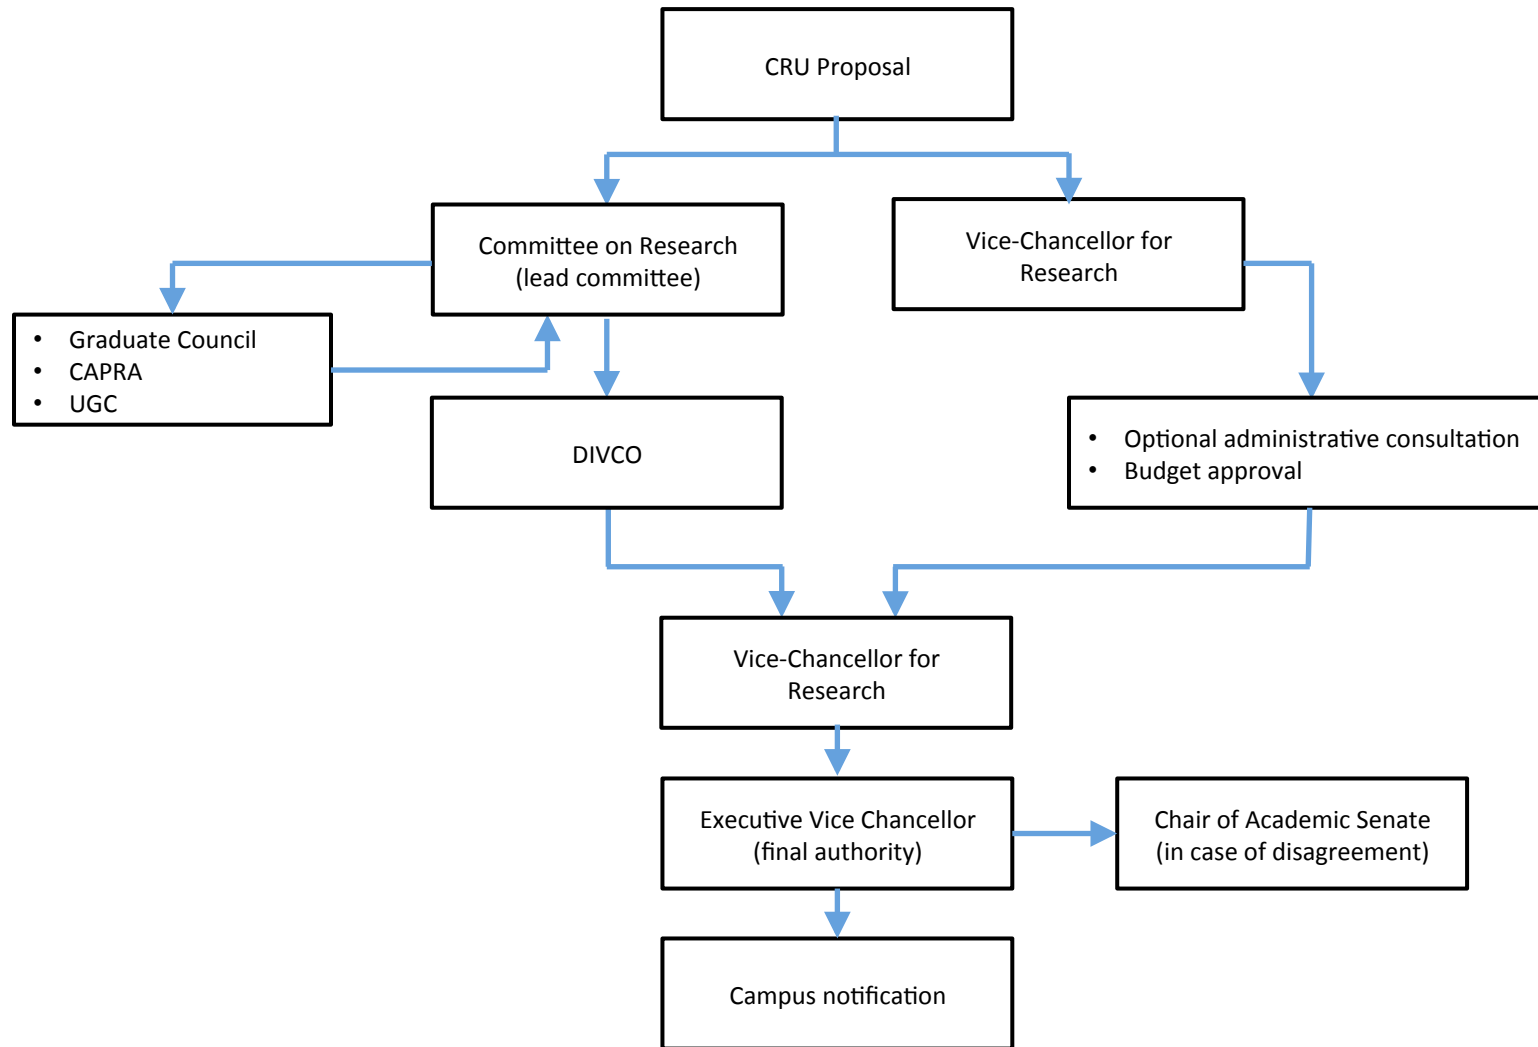 CRU Proposal
Committee on Research
(lead committee)
Vice-Chancellor for
Research
• Graduate Council
• CAPRA
• UGC
DIVCO
• Optional administrative consultation
• Budget approval
Vice-Chancellor for
Research
Executive Vice Chancellor
(final authority)
Chair of Academic Senate
(in case of disagreement)
Campus notification